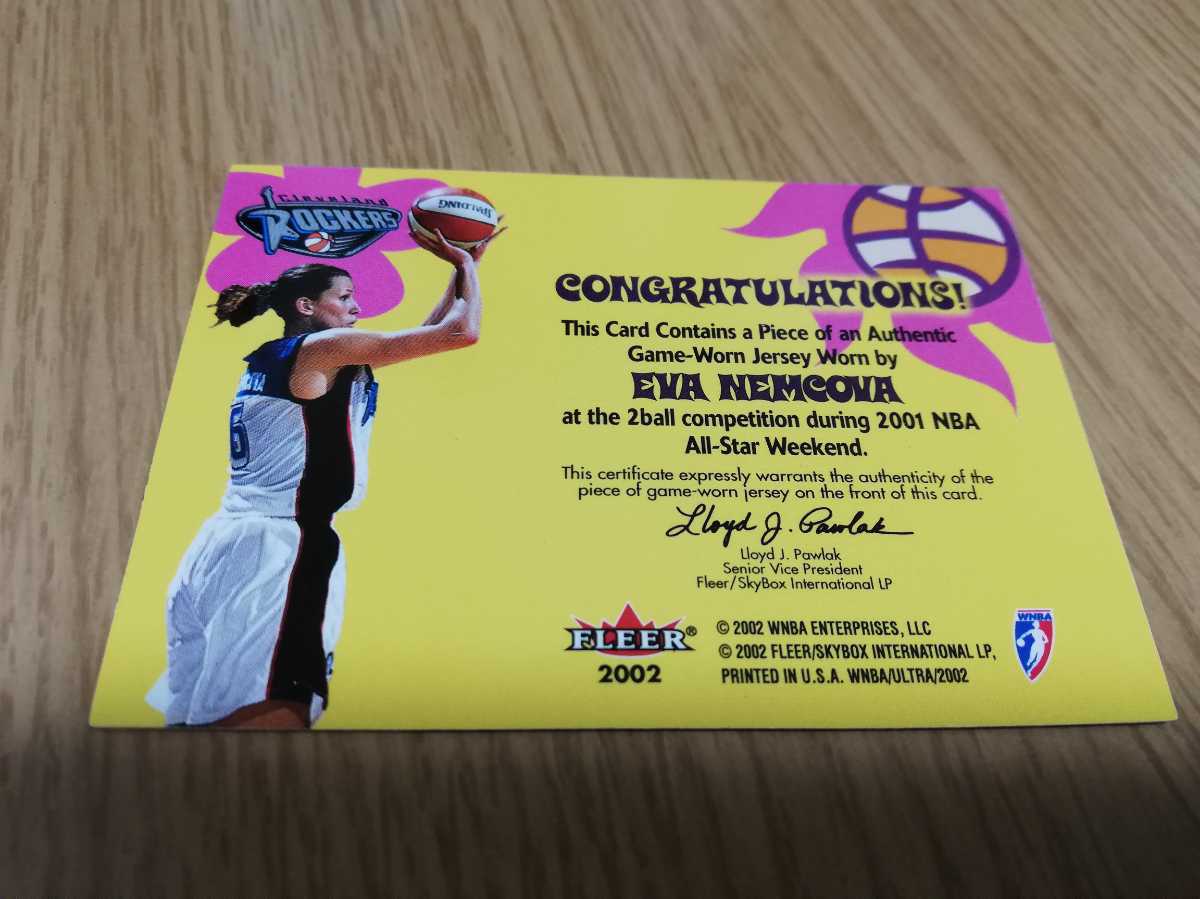 Cleveland
ROCKERS
SPALDING
6
CONGRATULATIONS!
This Card Contains a Piece of an Authentic
Game-Worn Jersey Worn by
EVA NEMCOVA
at the 2ball competition during 2001 NBA
All-Star Weekend.
This certificate expressly warrants the authenticity of the
piece of game-worn jersey on the front of this card.
Lloyd J. Pawlak
Lloyd J. Pawlak
Senior Vice President
Fleer/SkyBox International LP
FLEER®
2002
© 2002 WNBA ENTERPRISES, LLC
© 2002 FLEER/SKYBOX INTERNATIONAL LP,
PRINTED IN U.S.A. WNBA/ULTRA/2002
WNBA